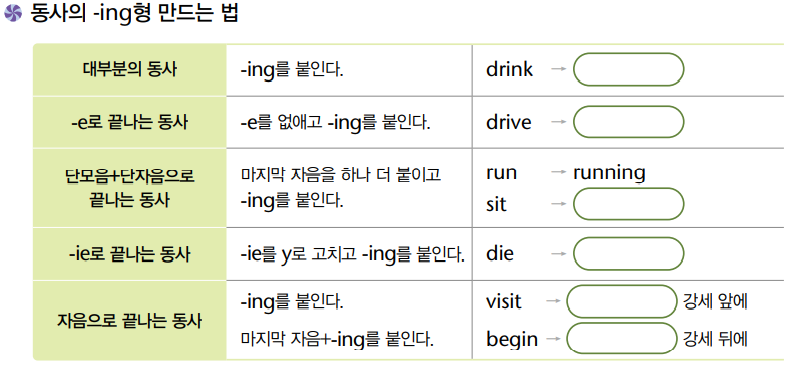 동사의 -ing형 만드는 법
대부분의 동사 -ing를 붙인다. drink →
-e로 끝나는 동사 -e를 없애고 -ing를 붙인다. drive →
단모음+단자음으로 끝나는 동사 마지막 자음을 하나 더 붙이고 -ing를 붙인다. run → running
sit →
-ie로 끝나는 동사 -ie를 y로 고치고 -ing를 붙인다. die →
자음으로 끝나는 동사 -ing를 붙인다. visit → 강세 앞에
마지막 자음+-ing를 붙인다. begin → 강세 뒤에